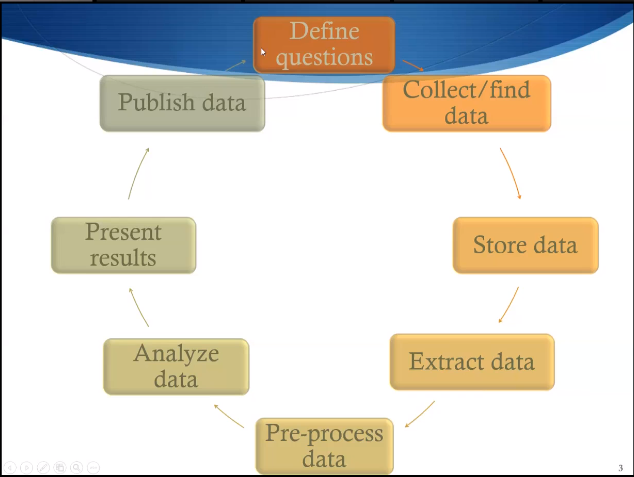 Define
questions
Collect/find
data
Store data
Extract data
Pre-process
data
Analyze
data
Present
results
Publish data
3